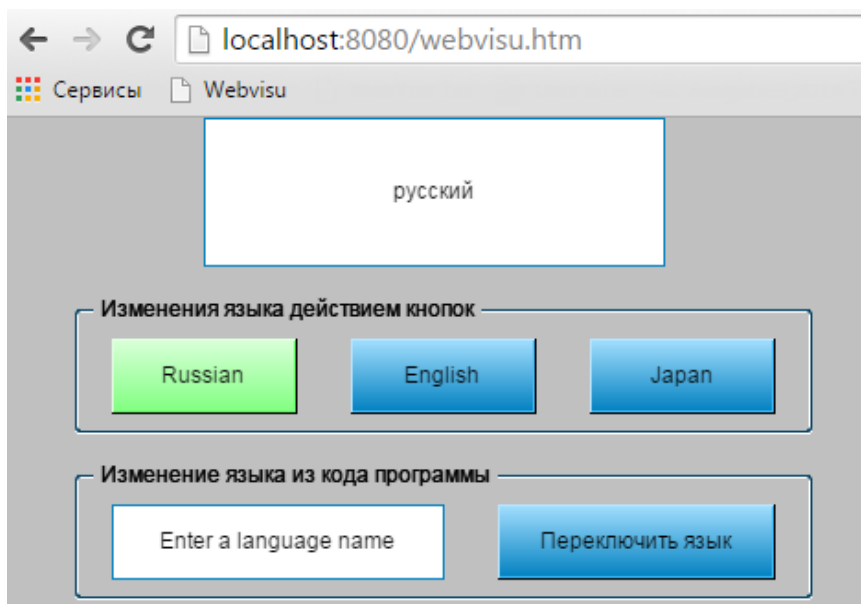 localhost:8080/webvisu.htm
Сервисы Webvisu
русский
Изменения языка действием кнопок
Russian English Japan
Изменение языка из кода программы
Enter a language name Переключить язык